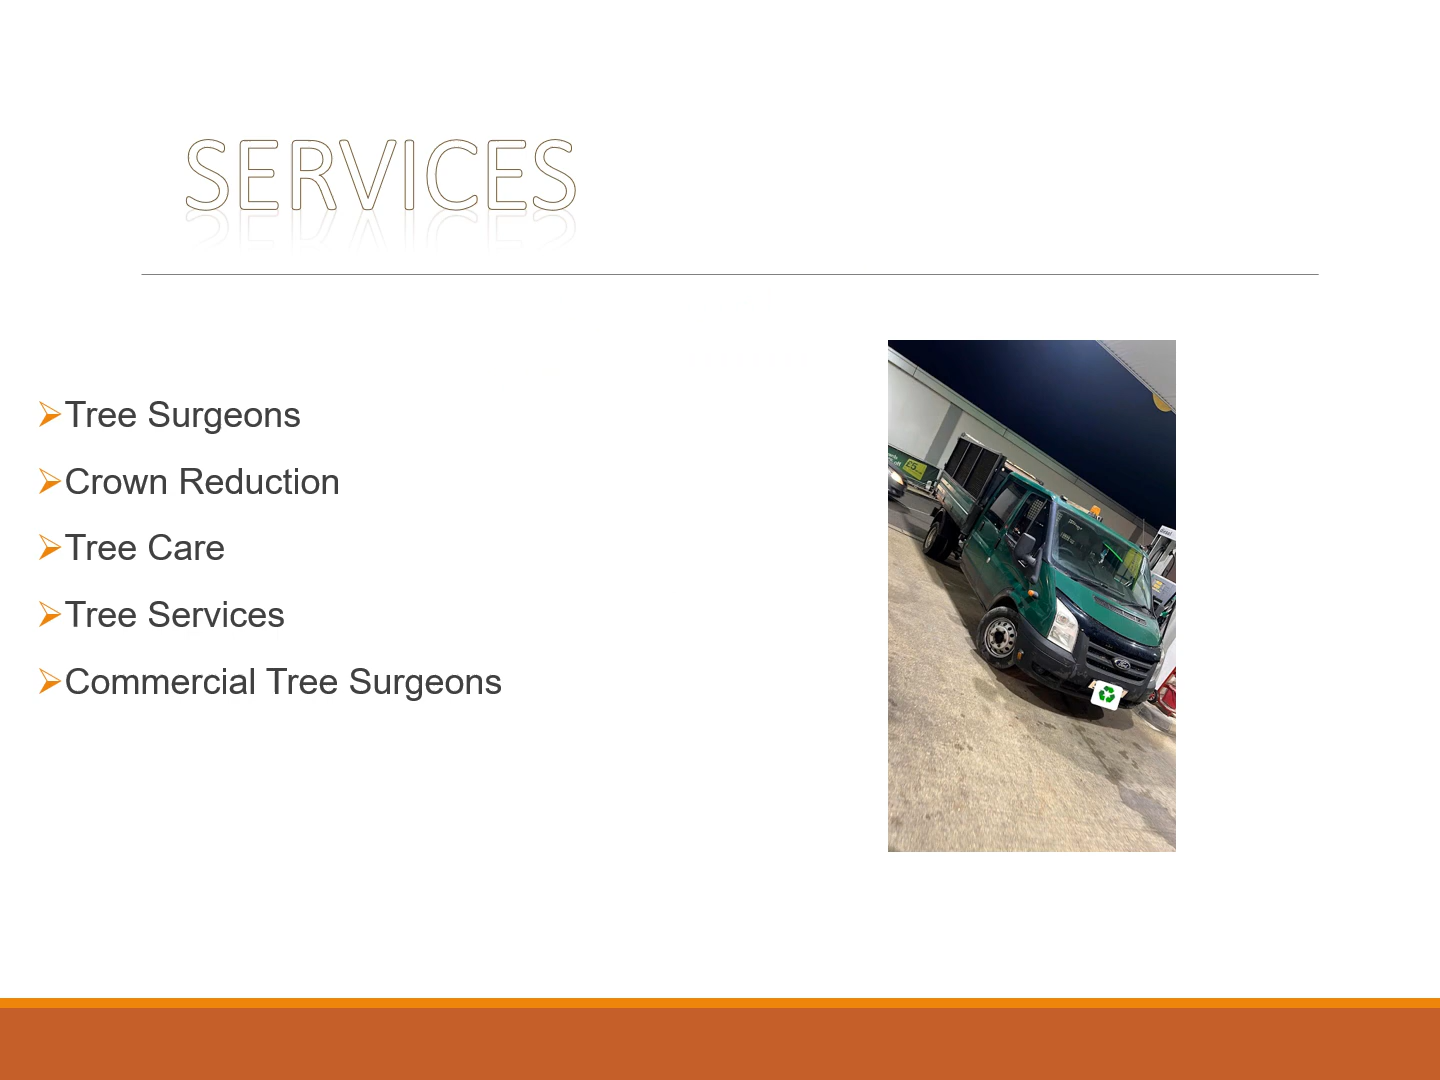 SERVICES
Tree Surgeons
Crown Reduction
Tree Care
Tree Services
Commercial Tree Surgeons